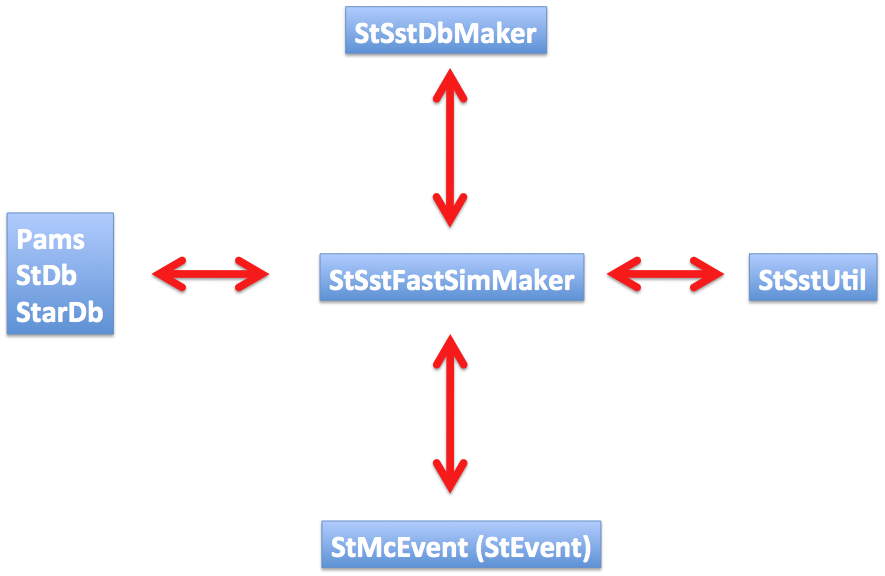 StSstDbMaker
Pams
StDb
StarDb
StSstFastSimMaker
StSstUtil
StMcEvent (StEvent)